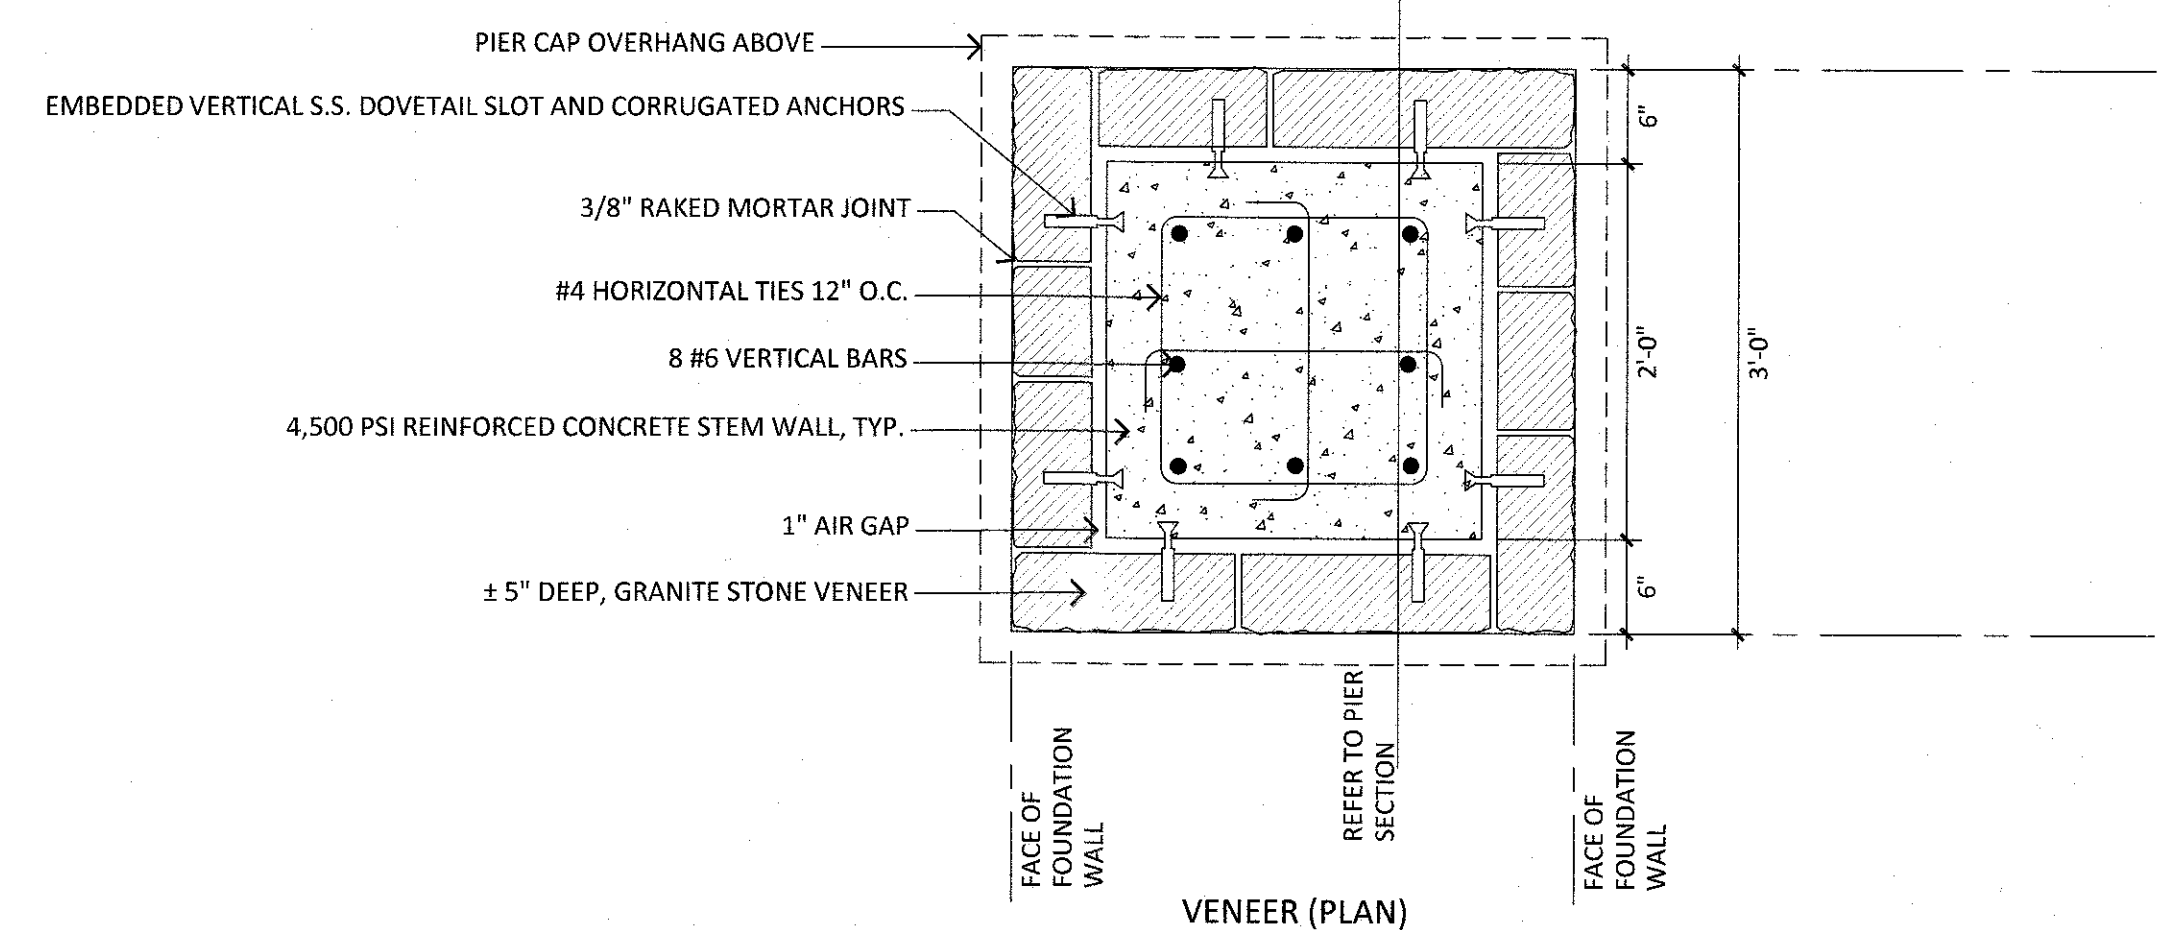 PIER CAP OVERHANG ABOVE
EMBEDDED VERTICAL S.S. DOVETAIL SLOT AND CORRUGATED ANCHORS
3/8" RAKED MORTAR JOINT
#4 HORIZONTAL TIES 12" O.C.
8 #6 VERTICAL BARS
4,500 PSI REINFORCED CONCRETE STEM WALL, TYP.
1" AIR GAP
± 5" DEEP, GRANITE STONE VENEER
6"
2'-0"
6"
3'-0"
FACE OF
FOUNDATION
WALL
REFER TO PIER
SECTION
FACE OF
FOUNDATION
WALL
VENEER (PLAN)